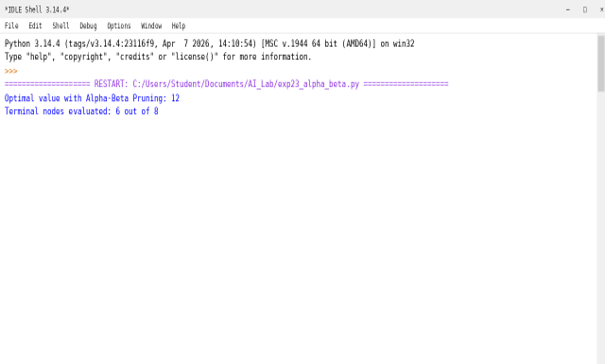 *IDLE Shell 3.14.4*
File Edit Shell Debug Options Window Help
Python 3.14.4 (tags/v3.14.4:23116f9, Apr  7 2026, 14:10:54) [MSC v.1944 64 bit (AMD64)] on win32
Type "help", "copyright", "credits" or "license()" for more information.
>>>
==================== RESTART: C:/Users/Student/Documents/AI_Lab/exp23_alpha_beta.py ====================
Optimal value with Alpha-Beta Pruning: 12
Terminal nodes evaluated: 6 out of 8